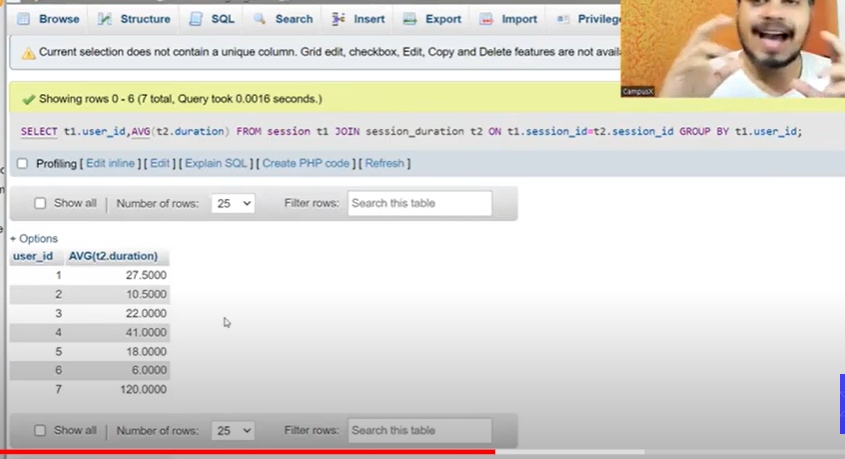 Browse Structure SQL Search Insert Export Import
Current selection does not contain a unique column. Grid edit, checkbox, Edit, Copy and Delete features are not
CampusX
Showing rows 0 - 6 (7 total, Query took 0.0016 seconds.)
SELECT t1.user_id,AVG(t2.duration) FROM session t1 JOIN session_duration t2 ON t1.session_id=t2.session_id GROUP BY t1.user_id;
Profiling [ Edit inline ] [ Edit ] [ Explain SQL ] [ Create PHP code ] [ Refresh ]
Show all | Number of rows: 25 Filter rows: Search this table
+ Options
user_id AVG(t2.duration)
1 27.5000
2 10.5000
3 22.0000
4 41.0000
5 18.0000
6 6.0000
7 120.0000
Show all | Number of rows: 25 Filter rows: Search this table